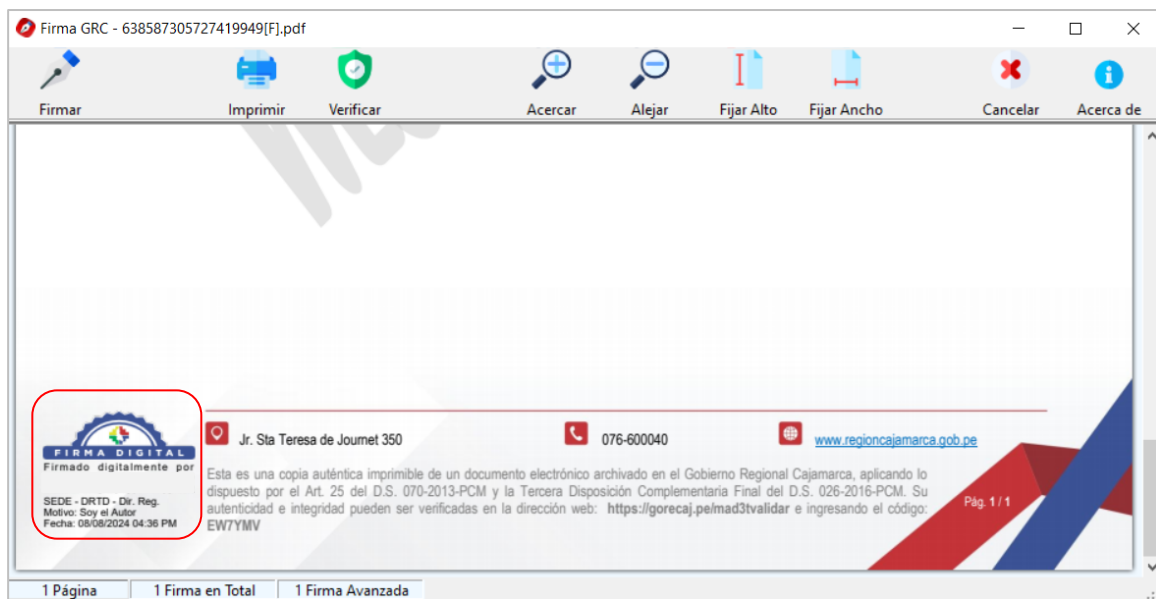 Firma GRC - 638587305727419949[F].pdf
Firmar Imprimir Verificar Acercar Alejar Fijar Alto Fijar Ancho Cancelar Acerca de
Jr. Sta Teresa de Journet 350 076-600040 www.regioncajamarca.gob.pe
Esta es una copia auténtica imprimible de un documento electrónico archivado en el Gobierno Regional Cajamarca, aplicando lo
dispuesto por el Art. 25 del D.S. 070-2013-PCM y la Tercera Disposición Complementaria Final del D.S. 026-2016-PCM. Su
autenticidad e integridad pueden ser verificadas en la dirección web: https://gorecaj.pe/mad3tvalidar e ingresando el código:
EW7YMV
FIRMA DIGITAL
Firmado digitalmente por
SEDE - DRTD - Dir. Reg.
Motivo: Soy el Autor
Fecha: 08/08/2024 04:36 PM
Pág. 1 / 1
1 Página 1 Firma en Total 1 Firma Avanzada